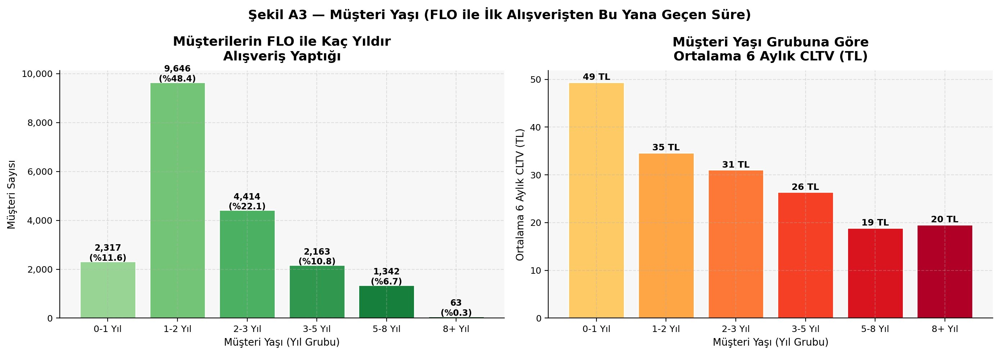 Şekil A3 — Müşteri Yaşı (FLO ile İlk Alışverişten Bu Yana Geçen Süre)
Müşterilerin FLO ile Kaç Yıldır
Alışveriş Yaptığı
Müşteri Sayısı
10,000
8,000
6,000
4,000
2,000
0
2,317
(%11.6)
9,646
(%48.4)
4,414
(%22.1)
2,163
(%10.8)
1,342
(%6.7)
63
(%0.3)
0-1 Yıl
1-2 Yıl
2-3 Yıl
3-5 Yıl
5-8 Yıl
8+ Yıl
Müşteri Yaşı (Yıl Grubu)
Müşteri Yaşı Grubuna Göre
Ortalama 6 Aylık CLTV (TL)
Ortalama 6 Aylık CLTV (TL)
50
40
30
20
10
0
49 TL
35 TL
31 TL
26 TL
19 TL
20 TL
0-1 Yıl
1-2 Yıl
2-3 Yıl
3-5 Yıl
5-8 Yıl
8+ Yıl
Müşteri Yaşı (Yıl Grubu)